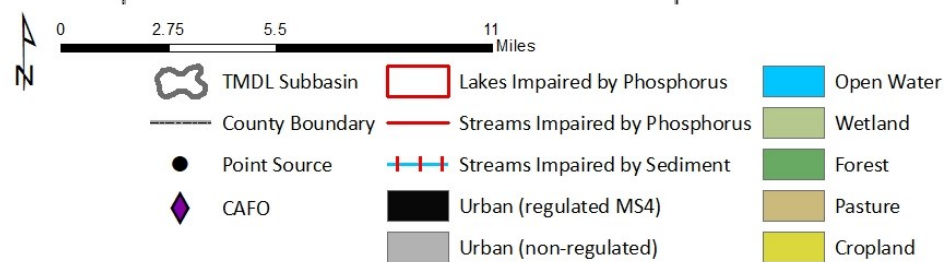 0 2.75 5.5 11
Miles
N
TMDL Subbasin
County Boundary
Point Source
CAFO
Lakes Impaired by Phosphorus
Streams Impaired by Phosphorus
Streams Impaired by Sediment
Urban (regulated MS4)
Urban (non-regulated)
Open Water
Wetland
Forest
Pasture
Cropland